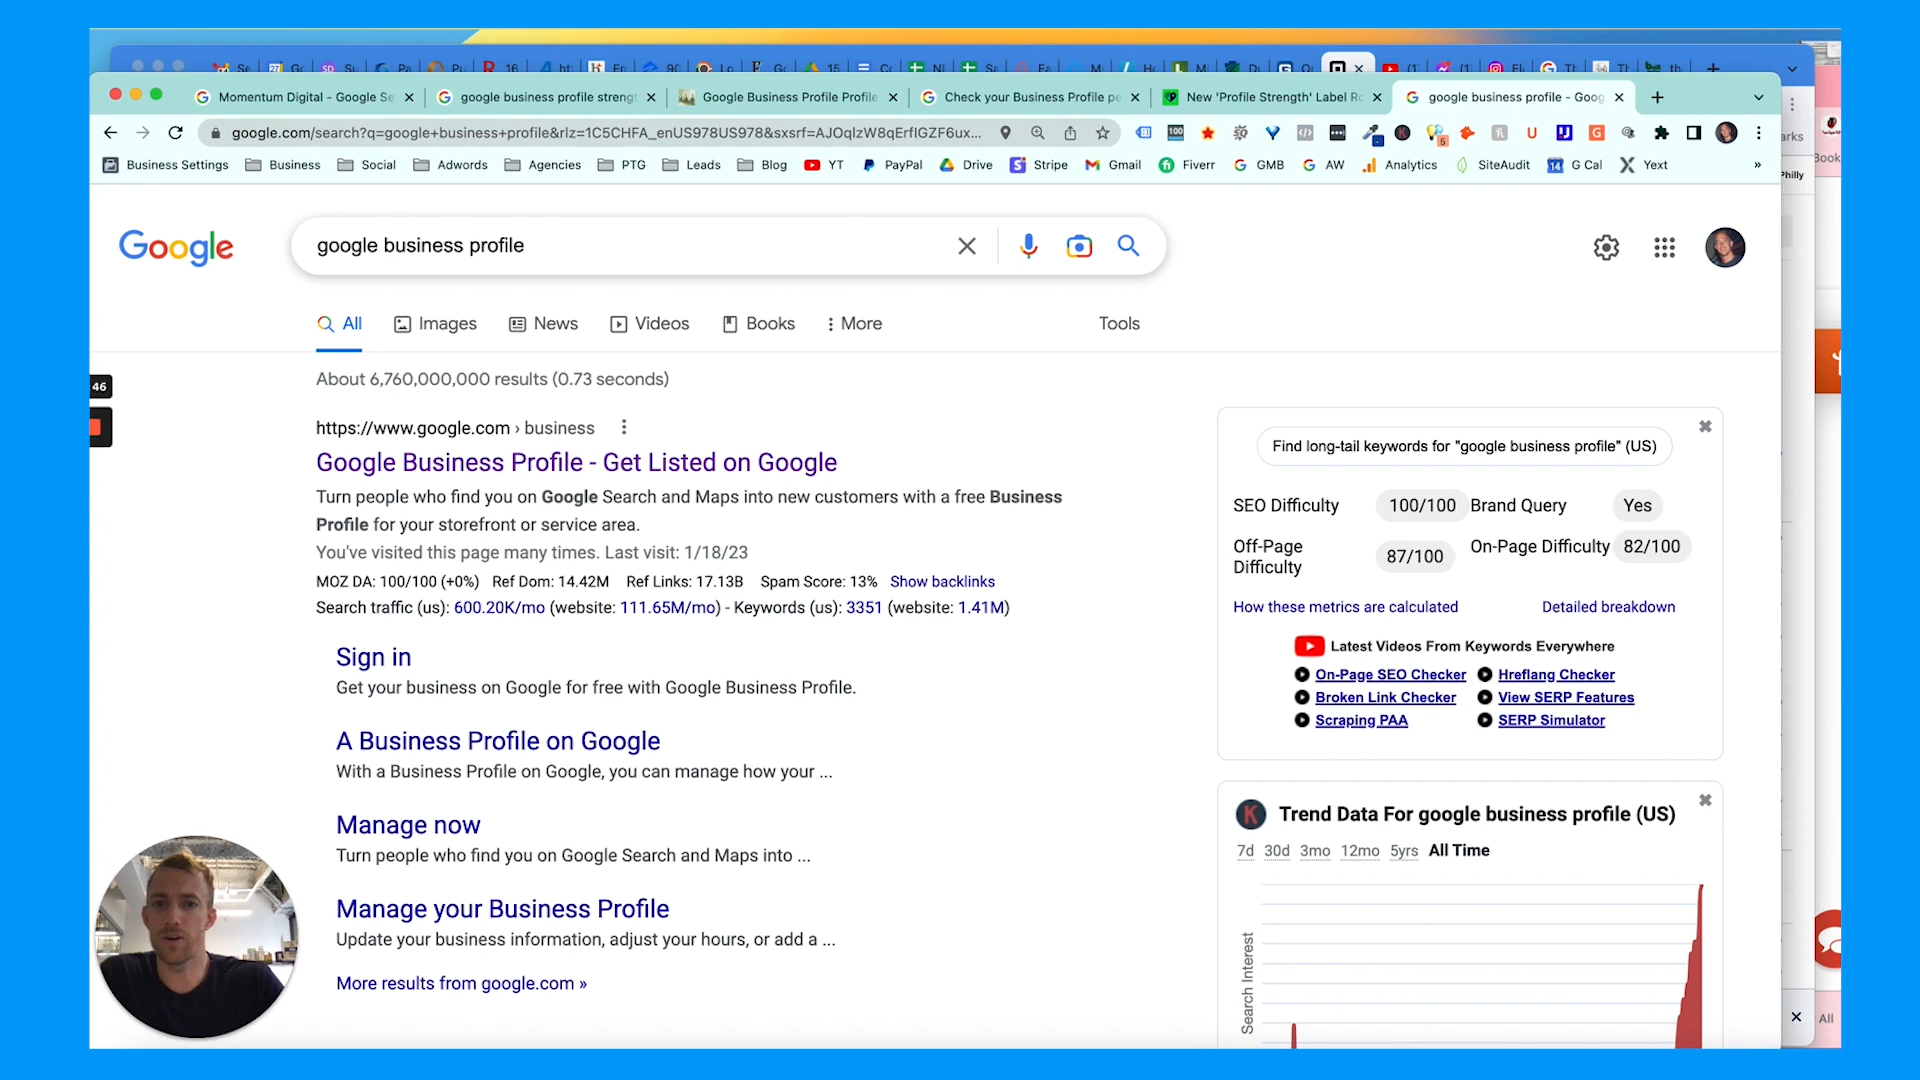 Momentum Digital - Google Se
google business profile strengt
Google Business Profile Profile
Check your Business Profile pe
New 'Profile Strength' Label Ro
google business profile - Goog
google.com/search?q=google+business+profile&rlz=1C5CHFA_enUS978US978&sxsrf=AJOqlzW8qErflGZF6ux...
Business Settings
Business
Social
Adwords
Agencies
PTG
Leads
Blog
YT
PayPal
Drive
Stripe
Gmail
Fiverr
GMB
AW
Analytics
SiteAudit
G Cal
Yext
»
Philly
Google
google business profile
All
Images
News
Videos
Books
More
Tools
About 6,760,000,000 results (0.73 seconds)
46
https://www.google.com › business
Google Business Profile - Get Listed on Google
Turn people who find you on Google Search and Maps into new customers with a free Business
Profile for your storefront or service area.
You've visited this page many times. Last visit: 1/18/23
MOZ DA: 100/100 (+0%) Ref Dom: 14.42M Ref Links: 17.13B Spam Score: 13% Show backlinks
Search traffic (us): 600.20K/mo (website: 111.65M/mo) - Keywords (us): 3351 (website: 1.41M)
Sign in
Get your business on Google for free with Google Business Profile.
A Business Profile on Google
With a Business Profile on Google, you can manage how your ...
Manage now
Turn people who find you on Google Search and Maps into ...
Manage your Business Profile
Update your business information, adjust your hours, or add a ...
More results from google.com »
Find long-tail keywords for "google business profile" (US)
SEO Difficulty 100/100 Brand Query Yes
Off-Page Difficulty 87/100 On-Page Difficulty 82/100
How these metrics are calculated
Detailed breakdown
Latest Videos From Keywords Everywhere
On-Page SEO Checker Hreflang Checker
Broken Link Checker View SERP Features
Scraping PAA SERP Simulator
Trend Data For google business profile (US)
7d 30d 3mo 12mo 5yrs All Time
Search Interest
All